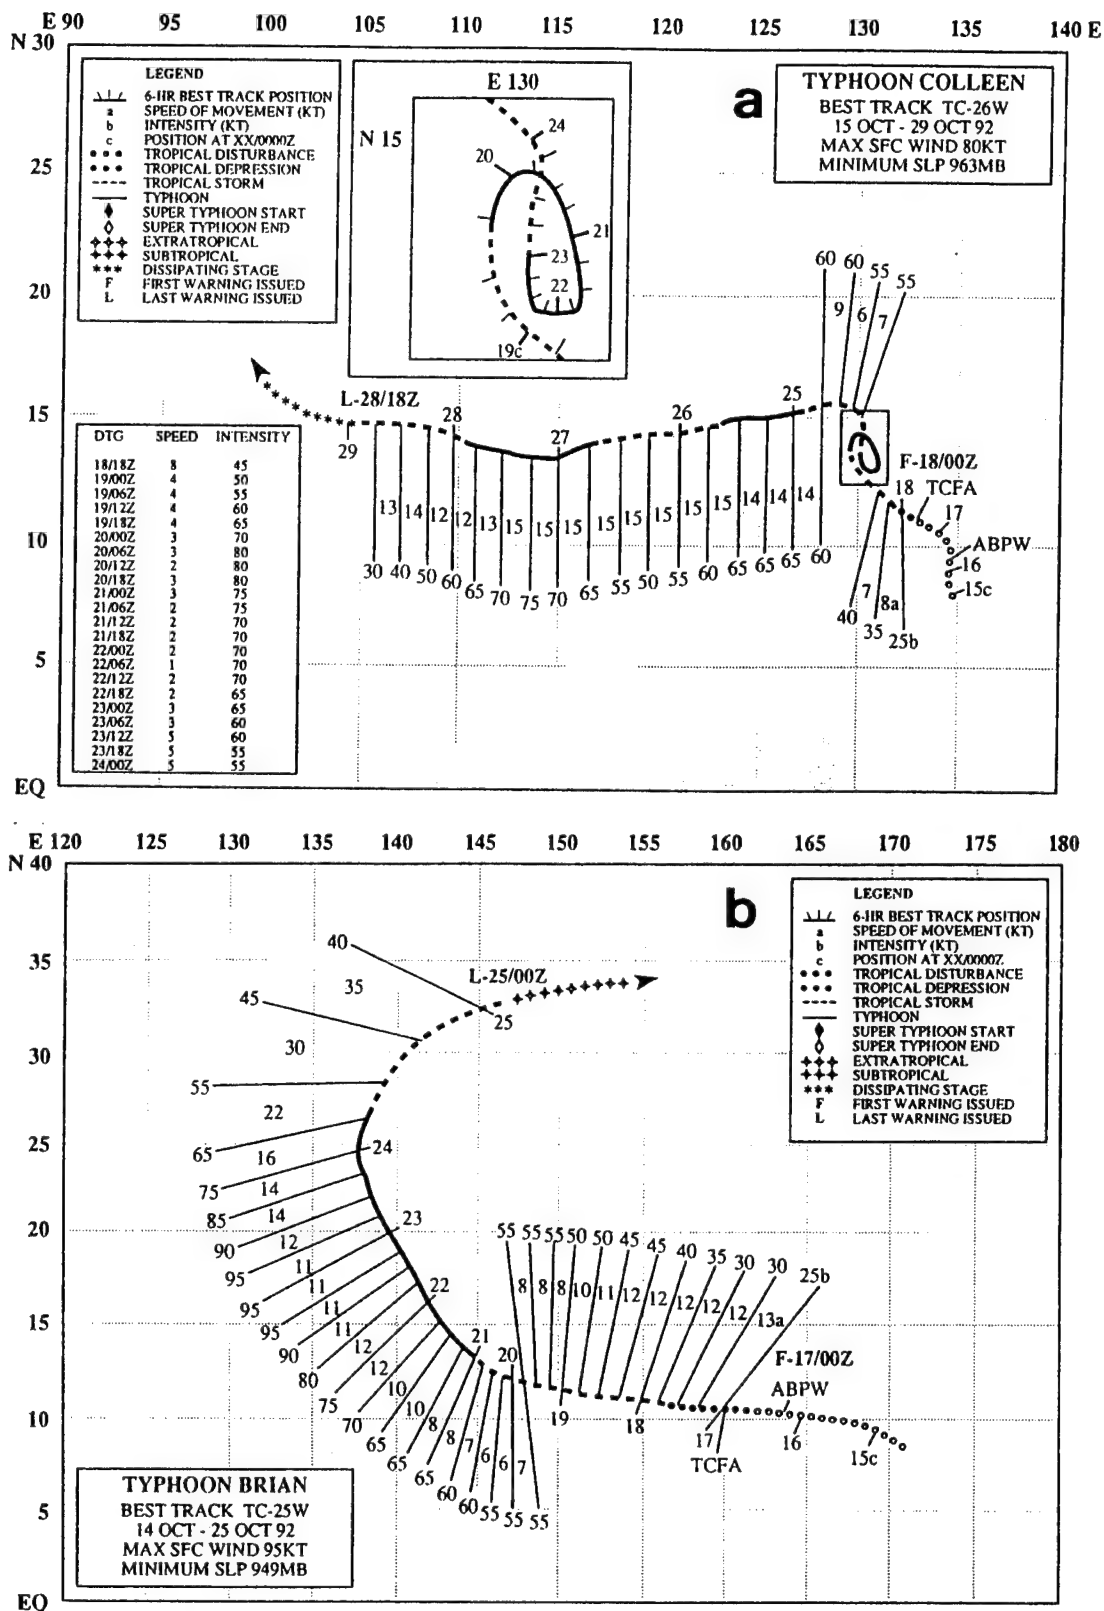 E 90 95 100 105 110 115 120 125 130 135 140 E
N 30
25
20
15
10
5
EQ
LEGEND
6-HR BEST TRACK POSITION
a SPEED OF MOVEMENT (KT)
b INTENSITY (KT)
c POSITION AT XX/0000Z
TROPICAL DISTURBANCE
TROPICAL DEPRESSION
TROPICAL STORM
TYPHOON
SUPER TYPHOON START
SUPER TYPHOON END
EXTRATROPICAL
SUBTROPICAL
DISSIPATING STAGE
F FIRST WARNING ISSUED
L LAST WARNING ISSUED
E 130
N 15
24
20
21
23
22
19c
a
TYPHOON COLLEEN
BEST TRACK TC-26W
15 OCT - 29 OCT 92
MAX SFC WIND 80KT
MINIMUM SLP 963MB
60 60 55 55
9 6 7
L-28/18Z
29 28 27 26 25
13 14 12 12 13 15 15 15 15 15 15 15 14 14 14
30 40 50 60 65 70 75 70 65 55 50 55 60 65 65 65 60
F-18/00Z
18 TCFA
17
ABPW
16
15c
7
8a
40
35
25b
DTG SPEED INTENSITY
18/18Z 8 45
19/00Z 4 50
19/06Z 4 55
19/12Z 4 60
19/18Z 4 65
20/00Z 3 70
20/06Z 3 80
20/12Z 2 80
20/18Z 3 80
21/00Z 3 75
21/06Z 2 75
21/12Z 2 70
21/18Z 2 70
22/00Z 2 70
22/06Z 1 70
22/12Z 2 70
22/18Z 2 65
23/00Z 3 65
23/06Z 3 60
23/12Z 5 60
23/18Z 5 55
24/00Z 5 55
E 120 125 130 135 140 145 150 155 160 165 170 175 180
N 40
35
30
25
20
15
10
5
EQ
b
LEGEND
6-HR BEST TRACK POSITION
a SPEED OF MOVEMENT (KT)
b INTENSITY (KT)
c POSITION AT XX/0000Z
TROPICAL DISTURBANCE
TROPICAL DEPRESSION
TROPICAL STORM
TYPHOON
SUPER TYPHOON START
SUPER TYPHOON END
EXTRATROPICAL
SUBTROPICAL
DISSIPATING STAGE
F FIRST WARNING ISSUED
L LAST WARNING ISSUED
40
L-25/00Z
35
45
25
30
55
22
65
16
24
75
14
85
14
23
90
12
95
11
95
11
22
95
11
90
11
21
80
12
75
12
20
70
10
65
10
65
8
65
8
60
7
60
6
55
6
55
7
55
55 55 55 50 50 45 45 40 35 30 30 25b
8 8 8 10 11 12 12 12 12 12 13a
F-17/00Z
ABPW
19
18
17
16
15c
TCFA
TYPHOON BRIAN
BEST TRACK TC-25W
14 OCT - 25 OCT 92
MAX SFC WIND 95KT
MINIMUM SLP 949MB